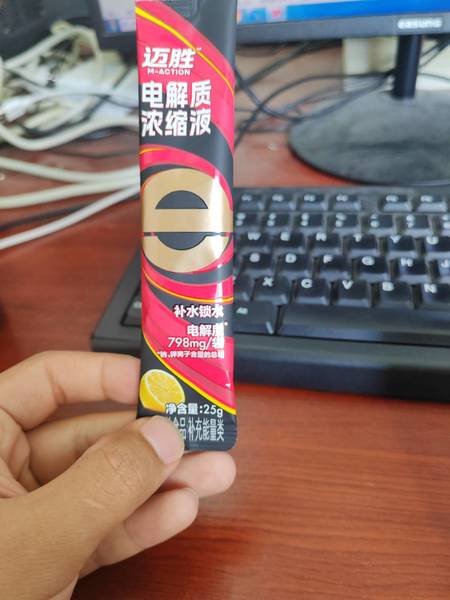 迈胜
M-ACTION
电解质
浓缩液
e
补水锁水
电解质
798mg/袋
净含量:25g
补充能量类
easuns
W E R T Y U
C V B N M